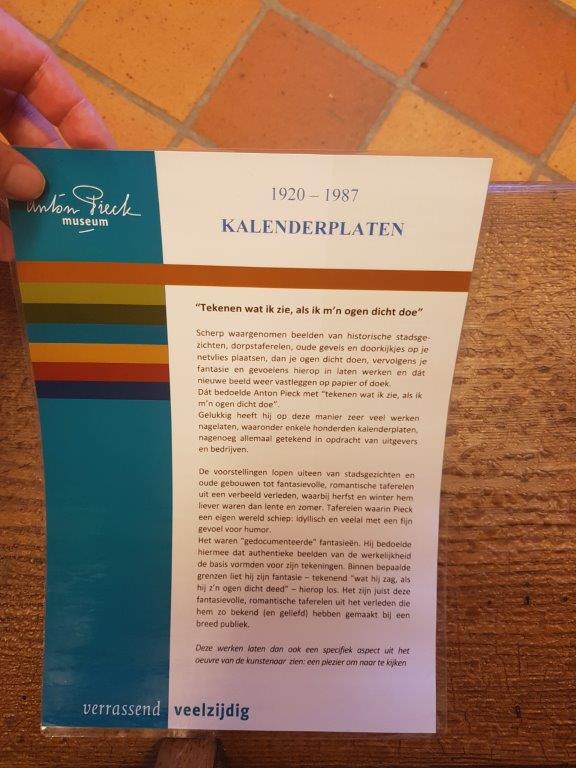 Anton Pieck
museum
1920 – 1987
KALENDERPLATEN
“Tekenen wat ik zie, als ik m’n ogen dicht doe”
Scherp waargenomen beelden van historische stadsge-
zichten, dorpstaferelen, oude gevels en doorkijkjes op je
netvlies plaatsen, dan je ogen dicht doen, vervolgens je
fantasie en gevoelens hierop in laten werken en dát
nieuwe beeld weer vastleggen op papier of doek.
Dát bedoelde Anton Pieck met “tekenen wat ik zie, als ik
m’n ogen dicht doe”.
Gelukkig heeft hij op deze manier zeer veel werken
nagelaten, waaronder enkele honderden kalenderplaten,
nagenoeg allemaal getekend in opdracht van uitgevers
en bedrijven.
De voorstellingen lopen uiteen van stadsgezichten en
oude gebouwen tot fantasievolle, romantische taferelen
uit een verbeeld verleden, waarbij herfst en winter hem
liever waren dan lente en zomer. Taferelen waarin Pieck
een eigen wereld schiep: idyllisch en veelal met een fijn
gevoel voor humor.
Het waren “gedocumenteerde” fantasieën. Hij bedoelde
hiermee dat authentieke beelden van de werkelijkheid
de basis vormden voor zijn tekeningen. Binnen bepaalde
grenzen liet hij zijn fantasie – tekenend “wat hij zag, als
hij z’n ogen dicht deed” – hierop los. Het zijn juist deze
fantasievolle, romantische taferelen uit het verleden die
hem zo bekend (en geliefd) hebben gemaakt bij een
breed publiek.
Deze werken laten dan ook een specifiek aspect uit het
oeuvre van de kunstenaar zien: een plezier om naar te kijken
verrassend veelzijdig